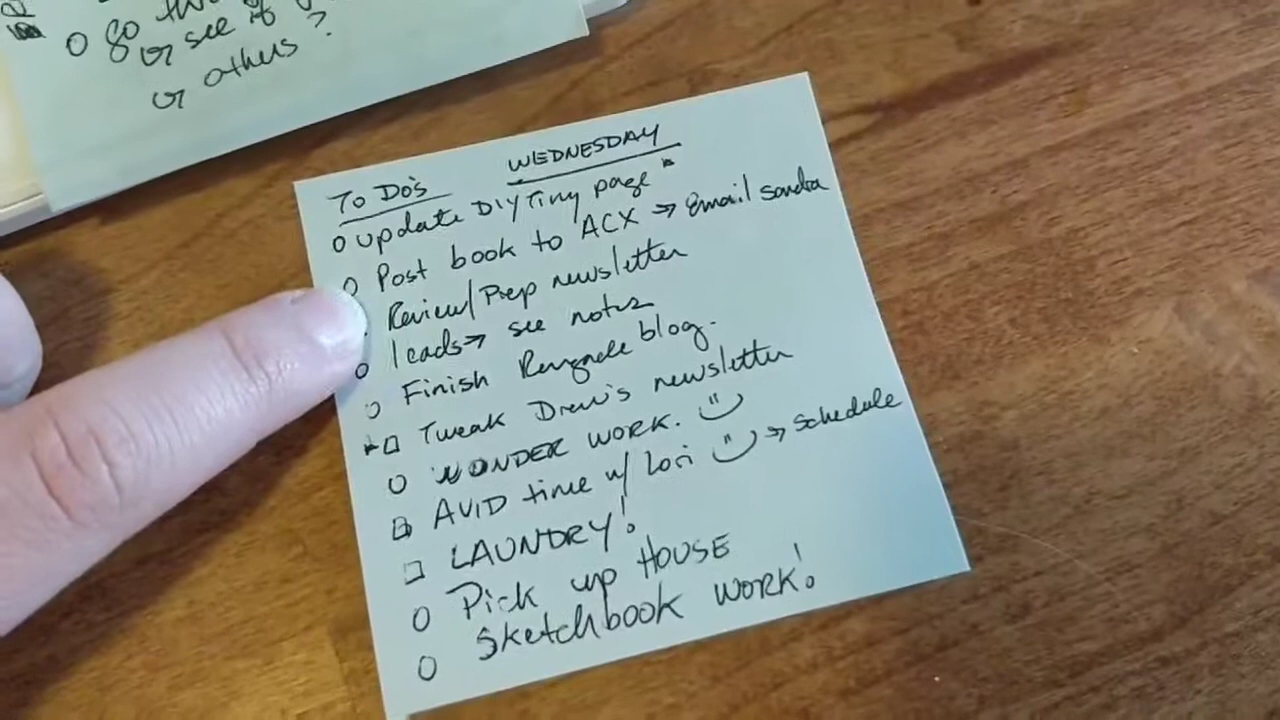 o go
or see if
or others?
To Do's
WEDNESDAY
update DIYTiny page
Post book to ACX → Email Sandra
Review/Prep newsletter
leads → see notes
Finish Renegade blog.
Tweak Drew's newsletter
WONDER WORK.
AVID time w/ Lori → schedule
LAUNDRY!
Pick up HOUSE
Sketchbook WORK!